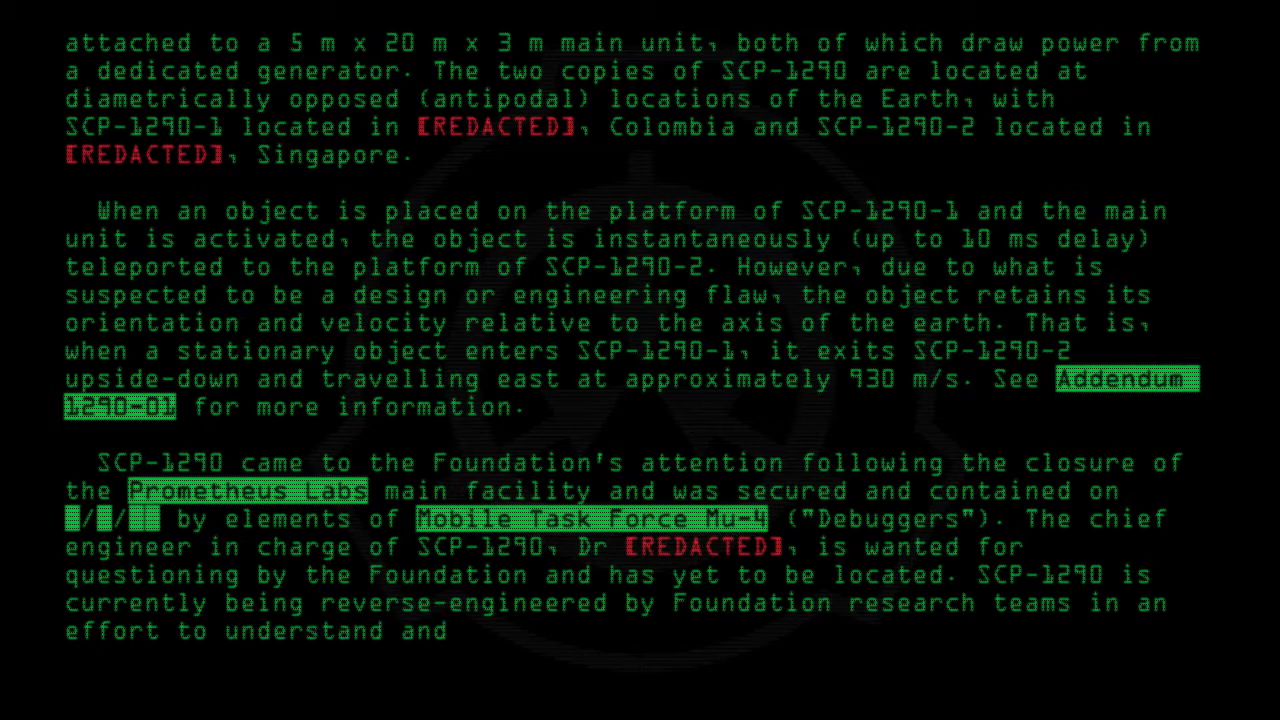 attached to a 5 m x 20 m x 3 m main unit, both of which draw power from
a dedicated generator. The two copies of SCP-1290 are located at
diametrically opposed (antipodal) locations of the Earth, with
SCP-1290-1 located in [REDACTED], Colombia and SCP-1290-2 located in
[REDACTED], Singapore.
When an object is placed on the platform of SCP-1290-1 and the main
unit is activated, the object is instantaneously (up to 10 ms delay)
teleported to the platform of SCP-1290-2. However, due to what is
suspected to be a design or engineering flaw, the object retains its
orientation and velocity relative to the axis of the earth. That is,
when a stationary object enters SCP-1290-1, it exits SCP-1290-2
upside-down and travelling east at approximately 930 m/s. See Addendum
1290-01 for more information.
SCP-1290 came to the Foundation's attention following the closure of
the Prometheus Labs main facility and was secured and contained on
█/█/██ by elements of Mobile Task Force Mu-4 ("Debuggers"). The chief
engineer in charge of SCP-1290, Dr [REDACTED], is wanted for
questioning by the Foundation and has yet to be located. SCP-1290 is
currently being reverse-engineered by Foundation research teams in an
effort to understand and